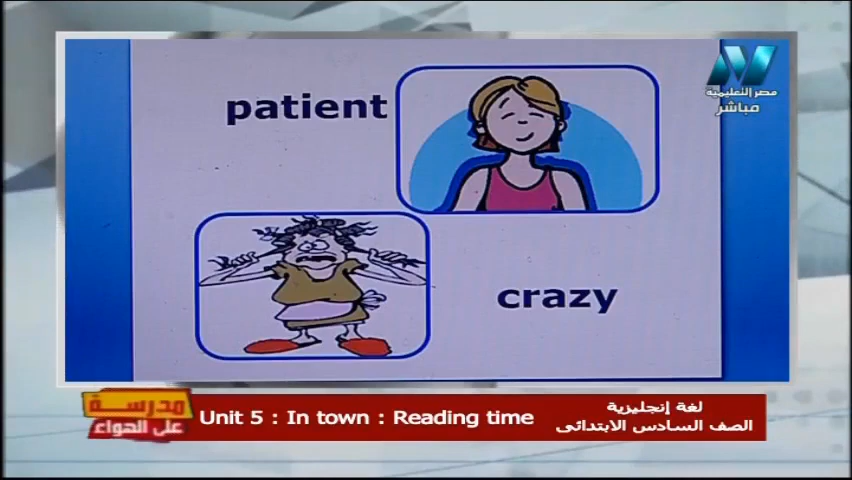 patient
مصر التعليمية
مباشر
crazy
مدرسة
على الهواء
Unit 5 : In town : Reading time
لغة إنجليزية
الصف السادس الابتدائى